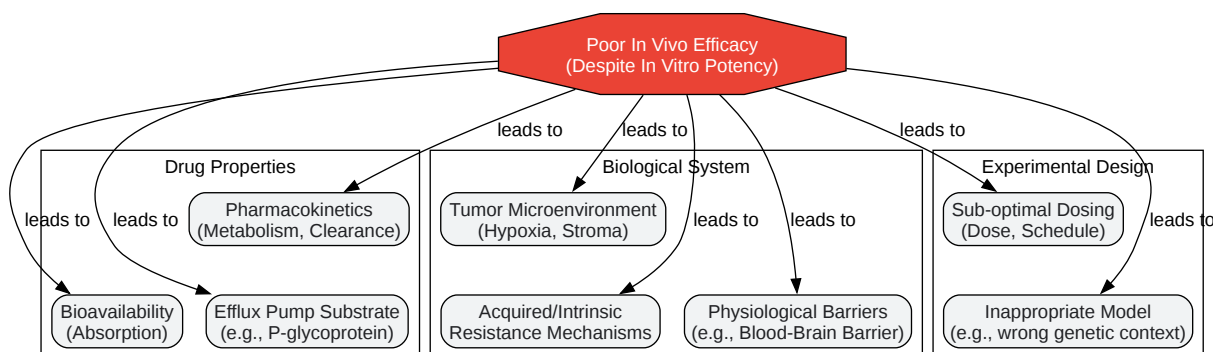 Poor In Vivo Efficacy
(Despite In Vitro Potency)
leads to
leads to
leads to
Drug Properties
Biological System
Experimental Design
Pharmacokinetics
(Metabolism, Clearance)
Tumor Microenvironment
(Hypoxia, Stroma)
Sub-optimal Dosing
(Dose, Schedule)
leads to
leads to
leads to
leads to
leads to
Bioavailability
(Absorption)
Efflux Pump Substrate
(e.g., P-glycoprotein)
Acquired/Intrinsic
Resistance Mechanisms
Physiological Barriers
(e.g., Blood-Brain Barrier)
Inappropriate Model
(e.g., wrong genetic context)